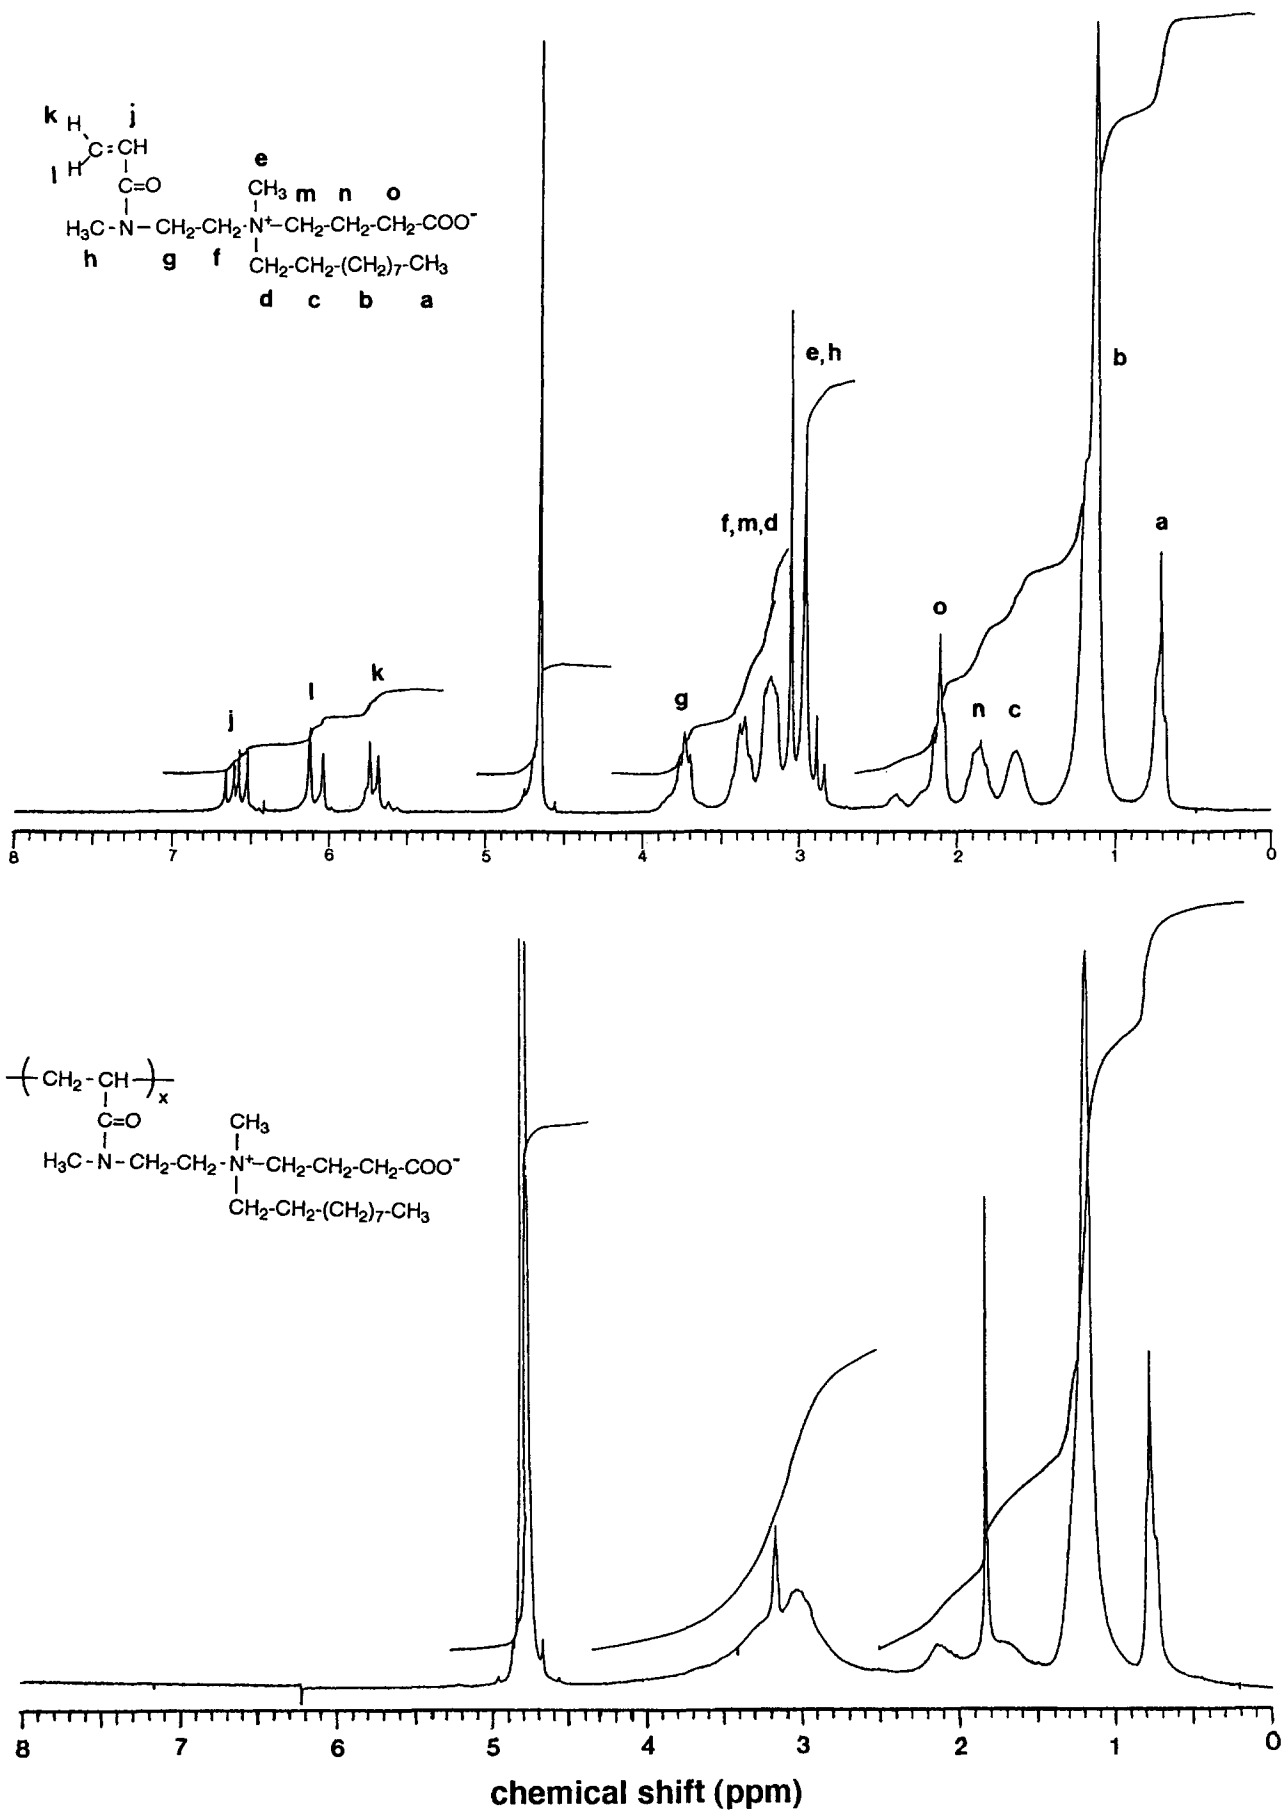 k H j
C=CH
l H e
C=O CH₃ m n o
H₃C-N-CH₂-CH₂-N⁺-CH₂-CH₂-CH₂-COO⁻
h g f CH₂-CH₂-(CH₂)₇-CH₃
d c b a
e,h b
f,m,d a
o
k
l g
j n c
8 7 6 5 4 3 2 1 0
(CH₂-CH)x
C=O CH₃
H₃C-N-CH₂-CH₂-N⁺-CH₂-CH₂-CH₂-COO⁻
CH₂-CH₂-(CH₂)₇-CH₃
8 7 6 5 4 3 2 1 0
chemical shift (ppm)